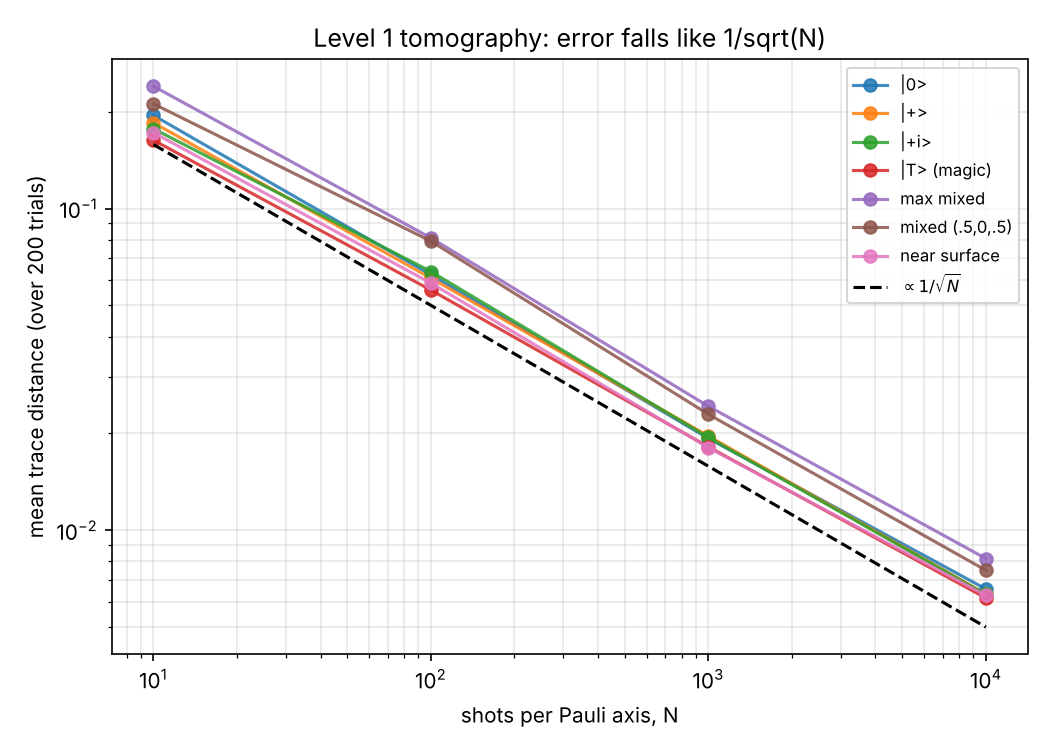 Level 1 tomography: error falls like 1/sqrt(N)
mean trace distance (over 200 trials)
10⁻¹
10⁻²
|0>
|+>
|+i>
|T> (magic)
max mixed
mixed (.5,0,.5)
near surface
∝ 1/√N
10¹
10²
10³
10⁴
shots per Pauli axis, N